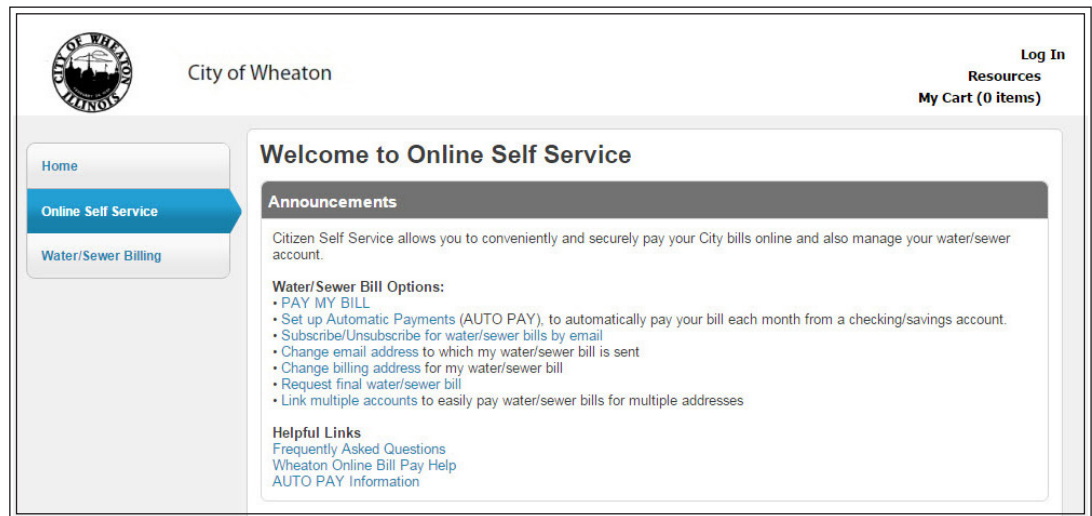 CITY OF WHEATON
ILLINOIS
City of Wheaton
Log In
Resources
My Cart (0 items)
Home
Online Self Service
Water/Sewer Billing
Welcome to Online Self Service
Announcements
Citizen Self Service allows you to conveniently and securely pay your City bills online and also manage your water/sewer
account.
Water/Sewer Bill Options:
• PAY MY BILL
• Set up Automatic Payments (AUTO PAY), to automatically pay your bill each month from a checking/savings account.
• Subscribe/Unsubscribe for water/sewer bills by email
• Change email address to which my water/sewer bill is sent
• Change billing address for my water/sewer bill
• Request final water/sewer bill
• Link multiple accounts to easily pay water/sewer bills for multiple addresses
Helpful Links
Frequently Asked Questions
Wheaton Online Bill Pay Help
AUTO PAY Information